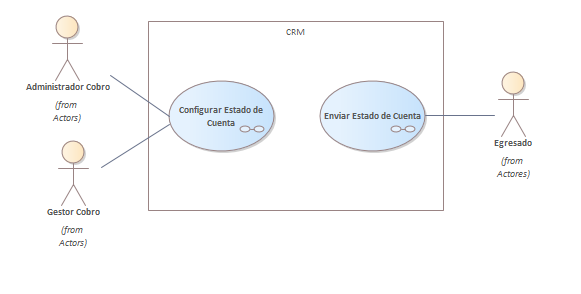 CRM
Administrador Cobro
(from
Actors)
Configurar Estado de
Cuenta
Enviar Estado de Cuenta
Egresado
(from
Actores)
Gestor Cobro
(from
Actors)